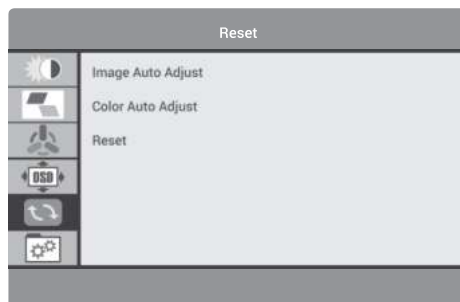 Reset
Image Auto Adjust
Color Auto Adjust
Reset
OSD